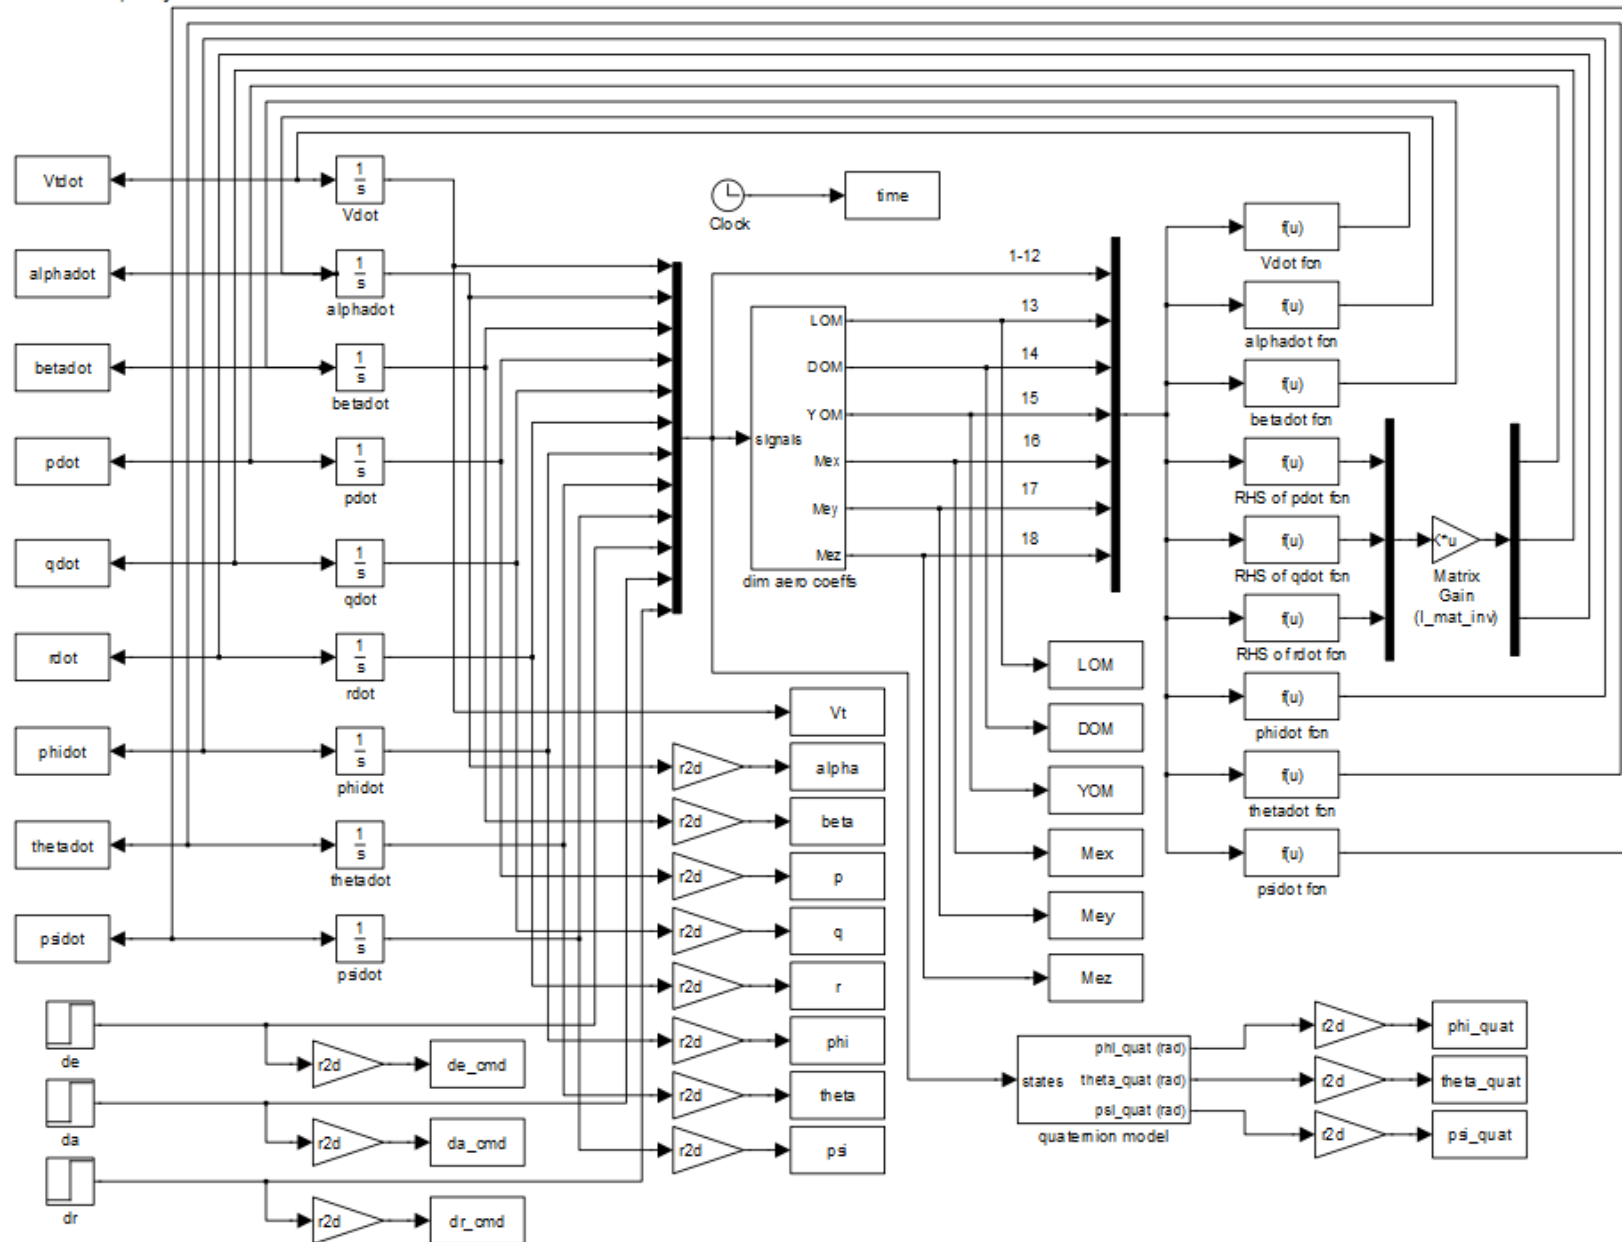 Vtdot
1
s
Vdot
alphadot
1
s
alphadot
betadot
1
s
betadot
pdot
1
s
pdot
qdot
1
s
qdot
rdot
1
s
rdot
phidot
1
s
phidot
thetadot
1
s
thetadot
psidot
1
s
psidot
de
r2d
de_cmd
da
r2d
da_cmd
dr
r2d
dr_cmd
Clock
time
signals
LOM
DOM
YOM
Mex
Mey
Mez
dim aero coeffs
1-12
13
14
15
16
17
18
Vt
r2d
alpha
r2d
beta
r2d
p
r2d
q
r2d
r
r2d
phi
r2d
theta
r2d
psi
LOM
DOM
YOM
Mex
Mey
Mez
f(u)
Vdot fcn
f(u)
alphadot fcn
f(u)
betadot fcn
f(u)
RHS of pdot fcn
f(u)
RHS of qdot fcn
f(u)
RHS of rdot fcn
f(u)
phidot fcn
f(u)
thetadot fcn
f(u)
psidot fcn
*u
Matrix
Gain
(I_mat_inv)
states
phi_quat (rad)
theta_quat (rad)
psi_quat (rad)
quaternion model
r2d
phi_quat
r2d
theta_quat
r2d
psi_quat